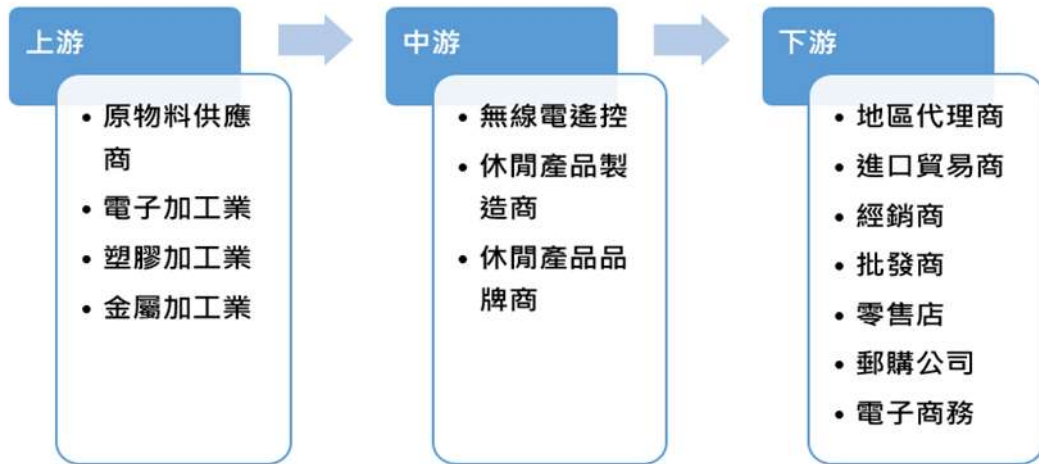 上游
• 原物料供應
商
• 電子加工業
• 塑膠加工業
• 金屬加工業
中游
• 無線電遙控
• 休閒產品製
造商
• 休閒產品品
牌商
下游
• 地區代理商
• 進口貿易商
• 經銷商
• 批發商
• 零售店
• 郵購公司
• 電子商務